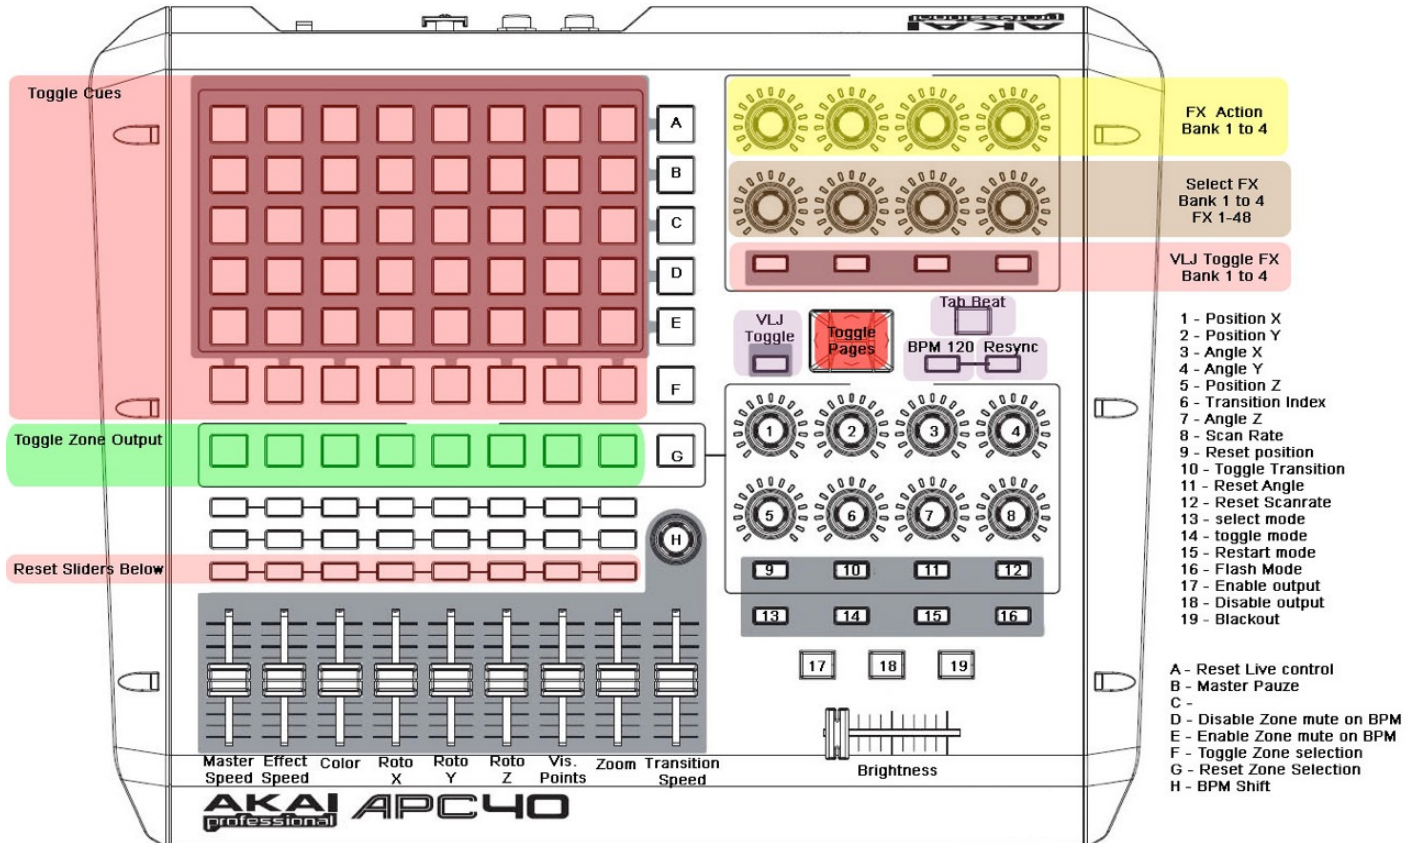 AKAI
professional
Toggle Cues
A
B
C
D
E
F
FX Action
Bank 1 to 4
Select FX
Bank 1 to 4
FX 1-48
VLJ Toggle FX
Bank 1 to 4
VLJ
Toggle
Toggle
Pages
Tab Beat
BPM 120
Resync
Toggle Zone Output
G
1
2
3
4
5
6
7
8
H
Reset Sliders Below
9
10
11
12
13
14
15
16
17
18
19
Master
Speed
Effect
Speed
Color
Roto
X
Roto
Y
Roto
Z
Vis.
Points
Zoom
Transition
Speed
Brightness
AKAI
professional
APC40
1 - Position X
2 - Position Y
3 - Angle X
4 - Angle Y
5 - Position Z
6 - Transition Index
7 - Angle Z
8 - Scan Rate
9 - Reset position
10 - Toggle Transition
11 - Reset Angle
12 - Reset Scanrate
13 - select mode
14 - toggle mode
15 - Restart mode
16 - Flash Mode
17 - Enable output
18 - Disable output
19 - Blackout
A - Reset Live control
B - Master Pauze
C -
D - Disable Zone mute on BPM
E - Enable Zone mute on BPM
F - Toggle Zone selection
G - Reset Zone Selection
H - BPM Shift